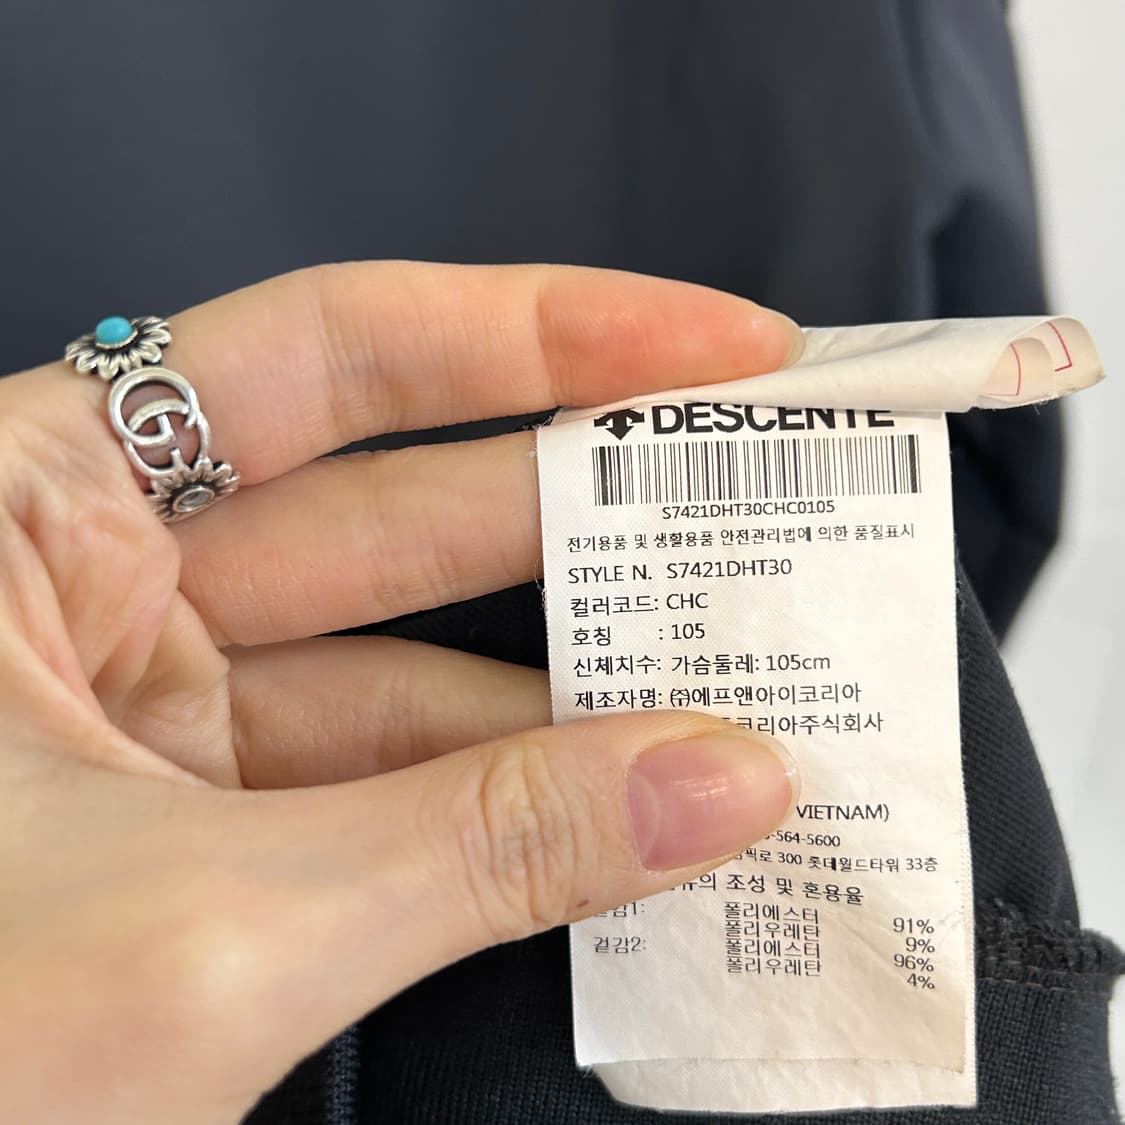 DESCENTE
S7421DHT30CHC0105
전기용품 및 생활용품 안전관리법에 의한 품질표시
STYLE N. S7421DHT30
컬러코드: CHC
호칭 : 105
신체치수: 가슴둘레: 105cm
제조자명: ㈜에프앤아이코리아
코리아주식회사
VIETNAM)
-564-5600
300 롯데월드타워 33층
의 조성 및 혼용율
폴리에스터 91%
폴리우레탄 9%
겉감2: 폴리에스터 96%
폴리우레탄 4%